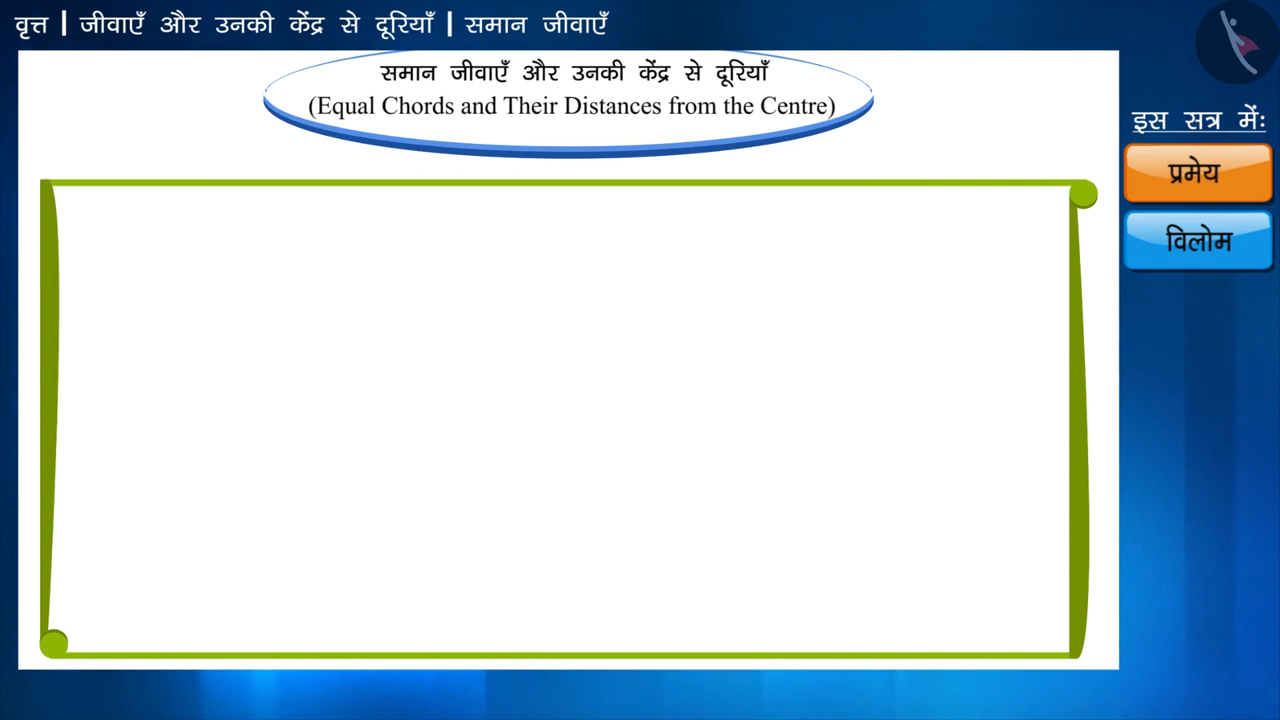 वृत्त | जीवाएँ और उनकी केंद्र से दूरियाँ | समान जीवाएँ
समान जीवाएँ और उनकी केंद्र से दूरियाँ
(Equal Chords and Their Distances from the Centre)
इस सत्र में:
प्रमेय
विलोम